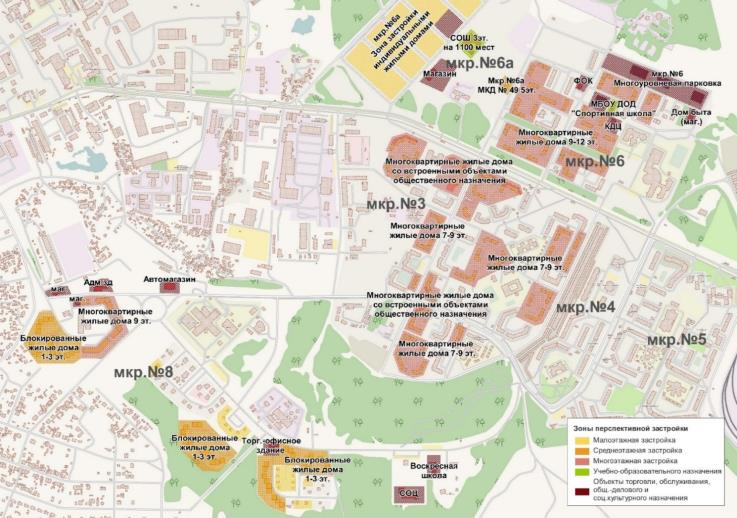 мкр.№6а
Зона застройки
индивидуальными
жилыми домами
СОШ 3эт.
на 1100 мест
мкр.№6а
Магазин
Мкр.№6а
МКД № 49 5эт.
ФОК
мкр.№6
Многоуровневая парковка
МБОУ ДОД
"Спортивная школа"
КДЦ
Дом быта
(маг.)
Многоквартирные
жилые дома 9-12 эт.
мкр.№6
Многоквартирные жилые дома
со встроенными объектами
общественного назначения
мкр.№3
Многоквартирные
жилые дома 7-9 эт.
Многоквартирные
жилые дома 7-9 эт.
маг.
маг.
Адм.зд
Автомагазин
Многоквартирные
жилые дома 9 эт.
Многоквартирные жилые дома
со встроенными объектами
общественного назначения
мкр.№4
Блокированные
жилые дома
1-3 эт.
Многоквартирные
жилые дома 7-9 эт.
мкр.№5
мкр.№8
Блокированные
жилые дома
1-3 эт.
Торг.-офисное
здание
Блокированные
жилые дома
1-3 эт.
Воскресная
школа
СОЦ
Зоны перспективной застройки
Малоэтажная застройка
Среднеэтажная застройка
Многоэтажная застройка
Учебно-образовательного назначения
Объекты торговли, обслуживания,
общ.-делового и
соц.культурного назначения